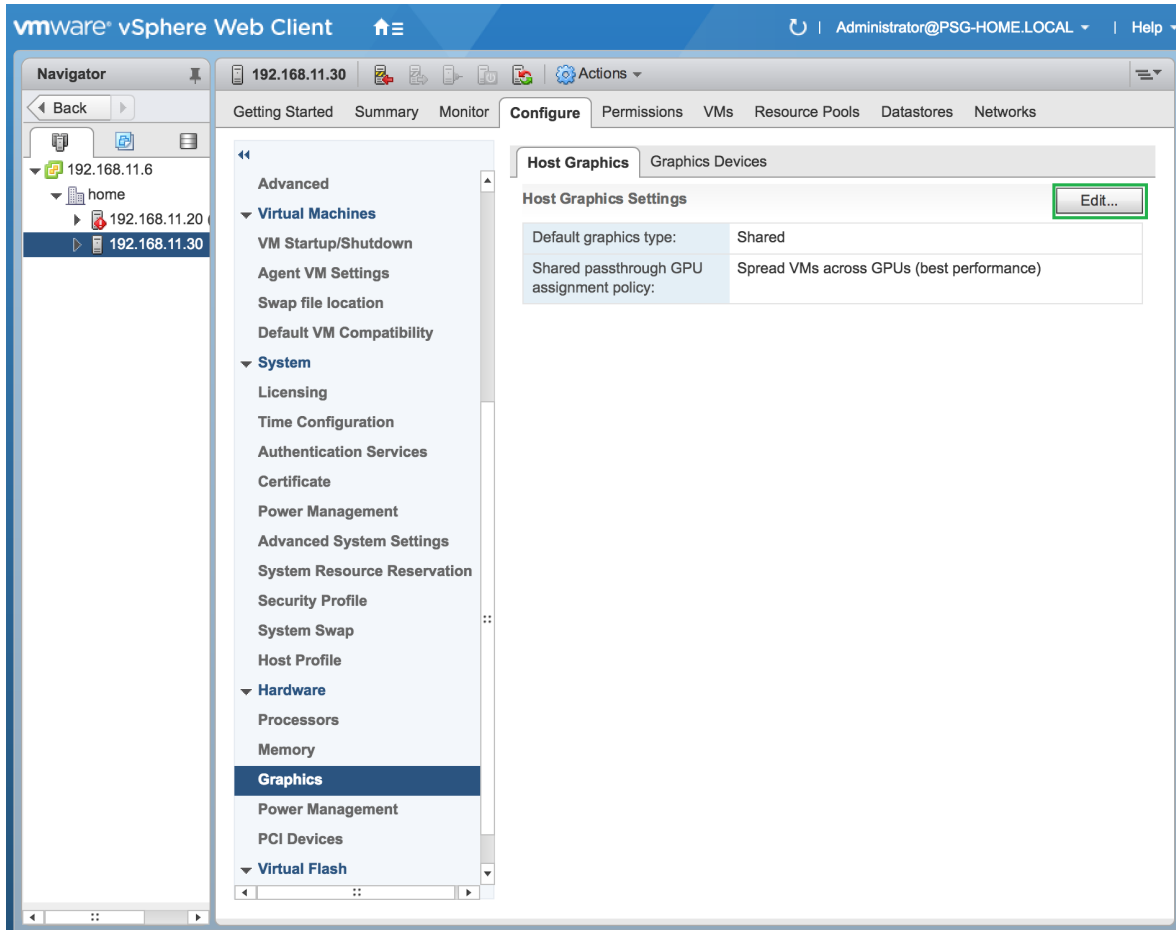 vmware® vSphere Web Client
Administrator@PSG-HOME.LOCAL
Help
Navigator
Back
192.168.11.6
home
192.168.11.20 (
192.168.11.30
192.168.11.30
Actions
Getting Started Summary Monitor Configure Permissions VMs Resource Pools Datastores Networks
Advanced
Virtual Machines
VM Startup/Shutdown
Agent VM Settings
Swap file location
Default VM Compatibility
System
Licensing
Time Configuration
Authentication Services
Certificate
Power Management
Advanced System Settings
System Resource Reservation
Security Profile
System Swap
Host Profile
Hardware
Processors
Memory
Graphics
Power Management
PCI Devices
Virtual Flash
Host Graphics Graphics Devices
Host Graphics Settings
Edit...
Default graphics type: Shared
Shared passthrough GPU Spread VMs across GPUs (best performance)
assignment policy: